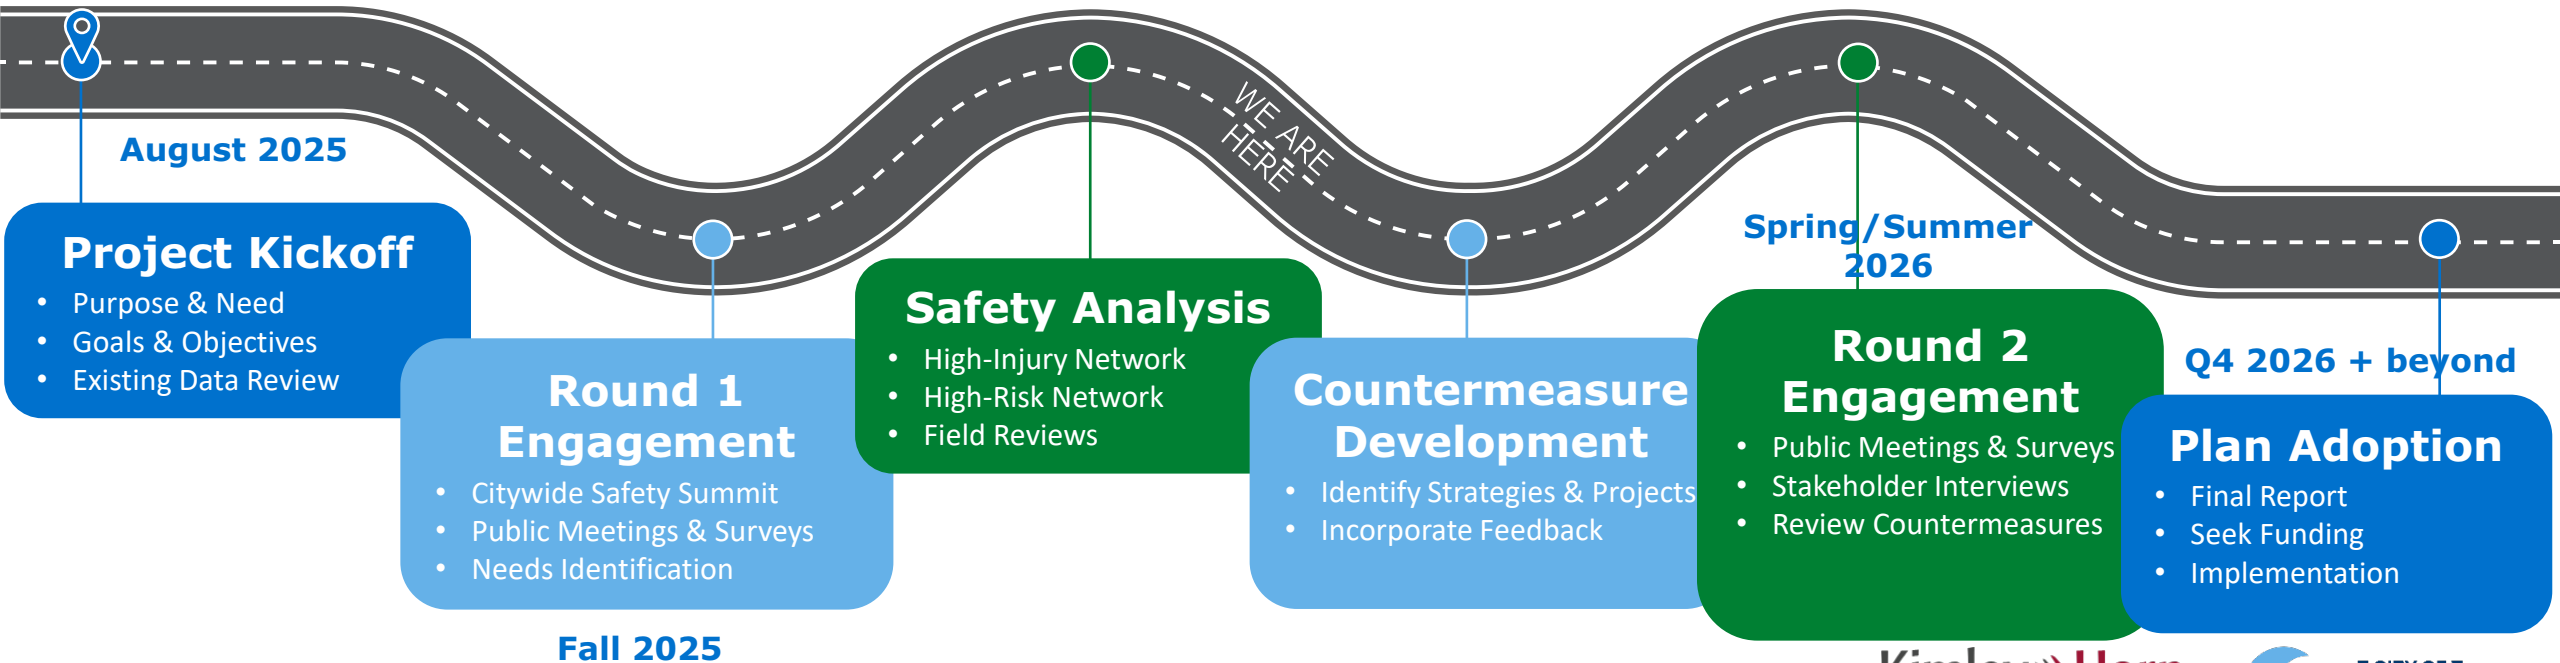 August 2025
Project Kickoff
• Purpose & Need
• Goals & Objectives
• Existing Data Review
Round 1
Engagement
• Citywide Safety Summit
• Public Meetings & Surveys
• Needs Identification
Fall 2025
Safety Analysis
• High-Injury Network
• High-Risk Network
• Field Reviews
WE ARE
HERE
Countermeasure
Development
• Identify Strategies & Projects
• Incorporate Feedback
Spring/Summer
2026
Round 2
Engagement
• Public Meetings & Surveys
• Stakeholder Interviews
• Review Countermeasures
Q4 2026 + beyond
Plan Adoption
• Final Report
• Seek Funding
• Implementation
Kimley»Horn